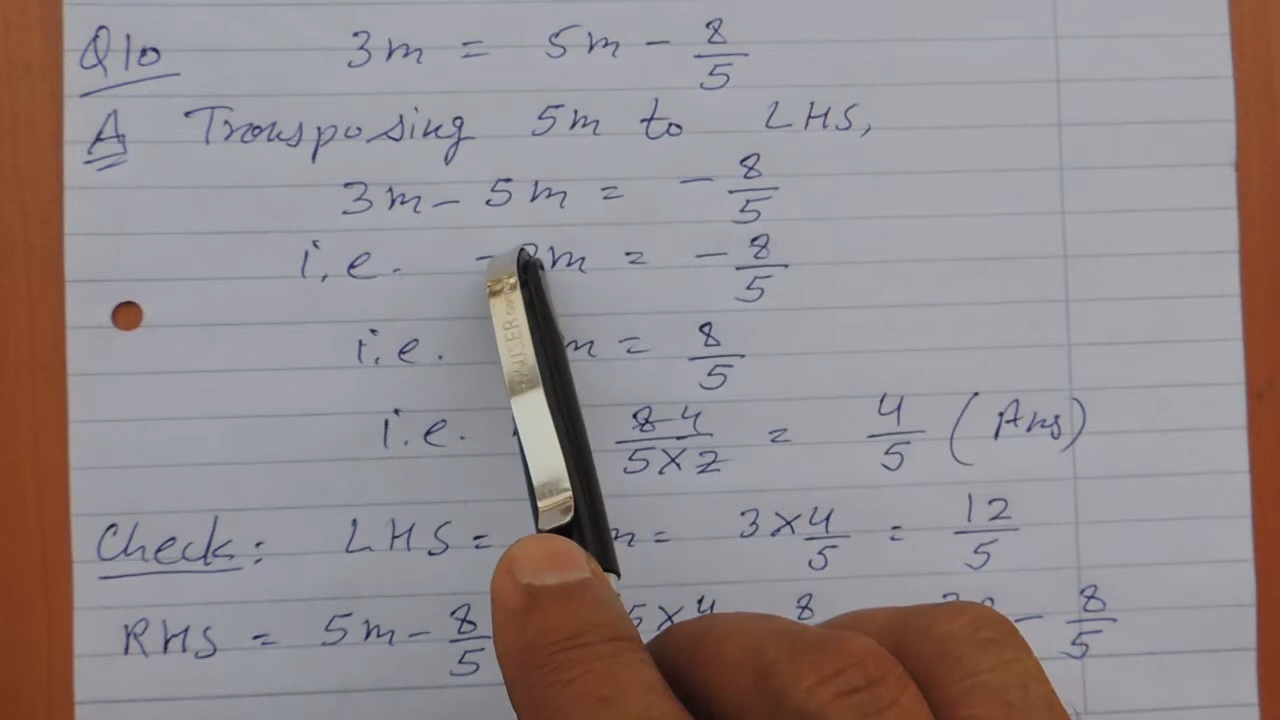 Q10 3m = 5m - 8/5
A Transposing 5m to LHS,
3m - 5m = - 8/5
i.e. -2m = - 8/5
i.e. m = 8/5
i.e. 8 4/5×2 = 4/5 (Ans)
Check: LHS = m = 3×4/5 = 12/5
RHS = 5m - 8/5 5×4 8 - 8/5